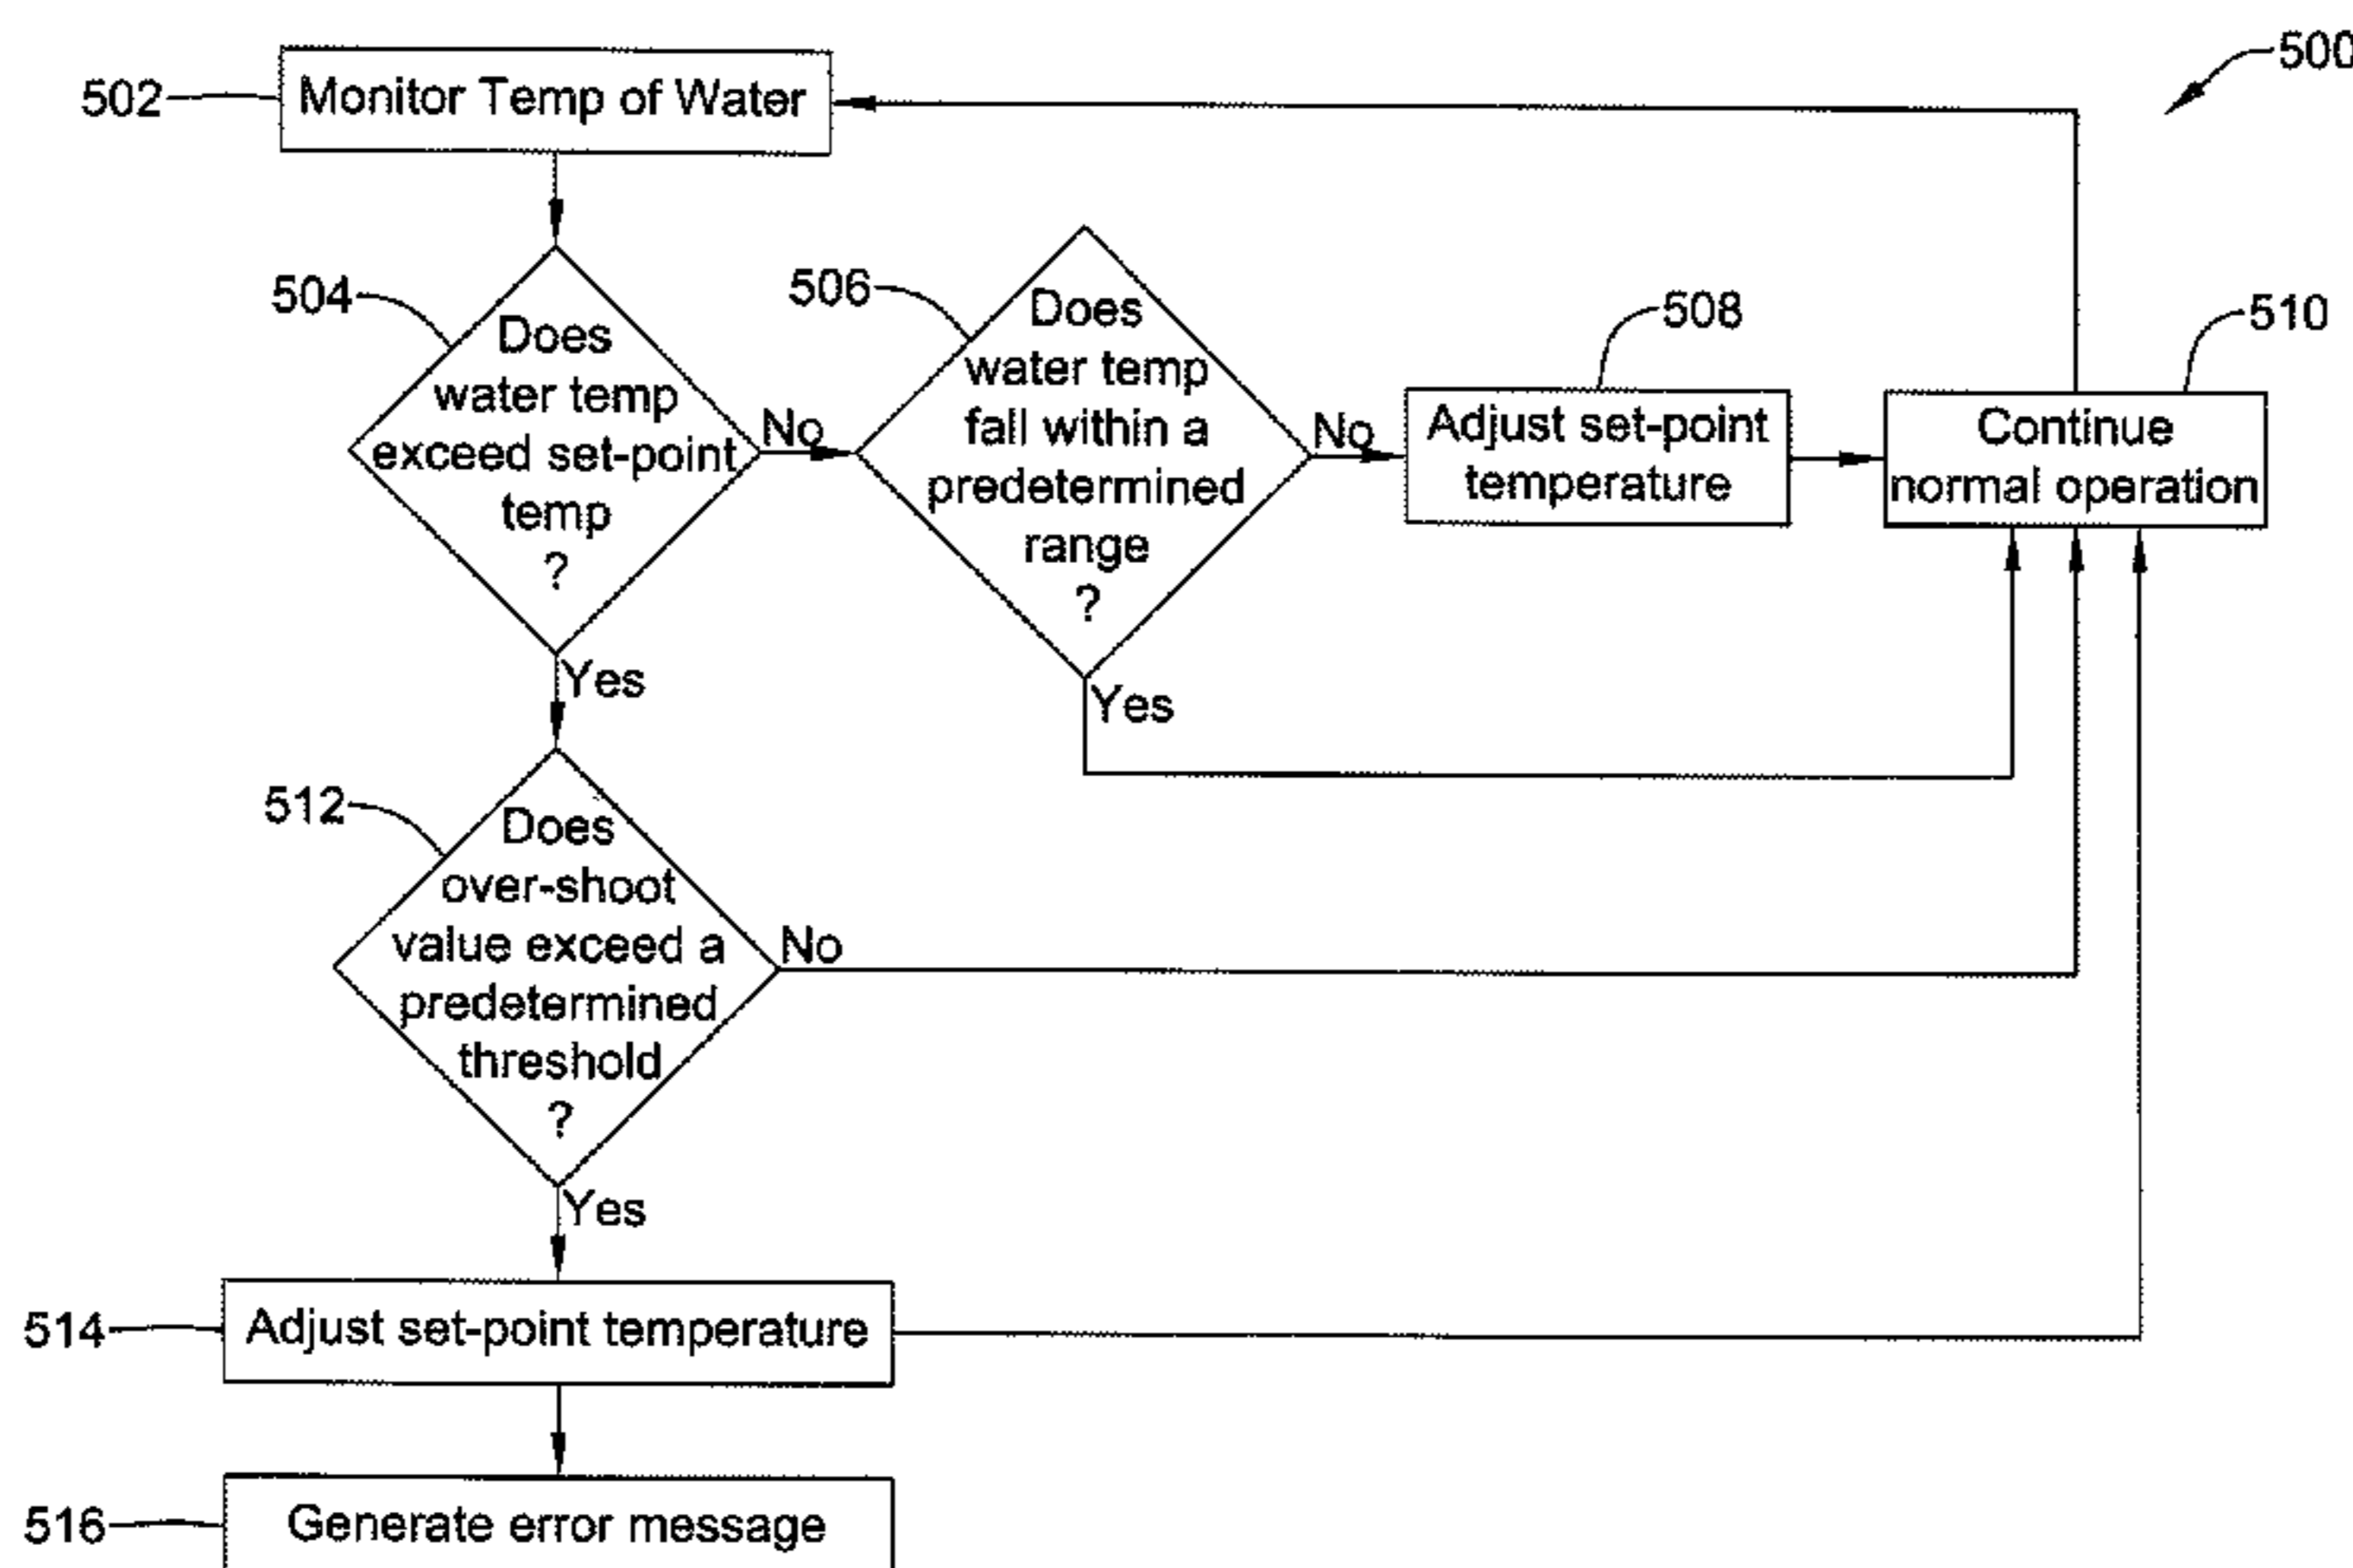 500
502
Monitor Temp of Water
504
Does
water temp
exceed set-point
temp
?
No
Yes
506
Does
water temp
fall within a
predetermined
range
?
No
Yes
508
Adjust set-point
temperature
510
Continue
normal operation
512
Does
over-shoot
value exceed a
predetermined
threshold
?
No
Yes
514
Adjust set-point temperature
516
Generate error message